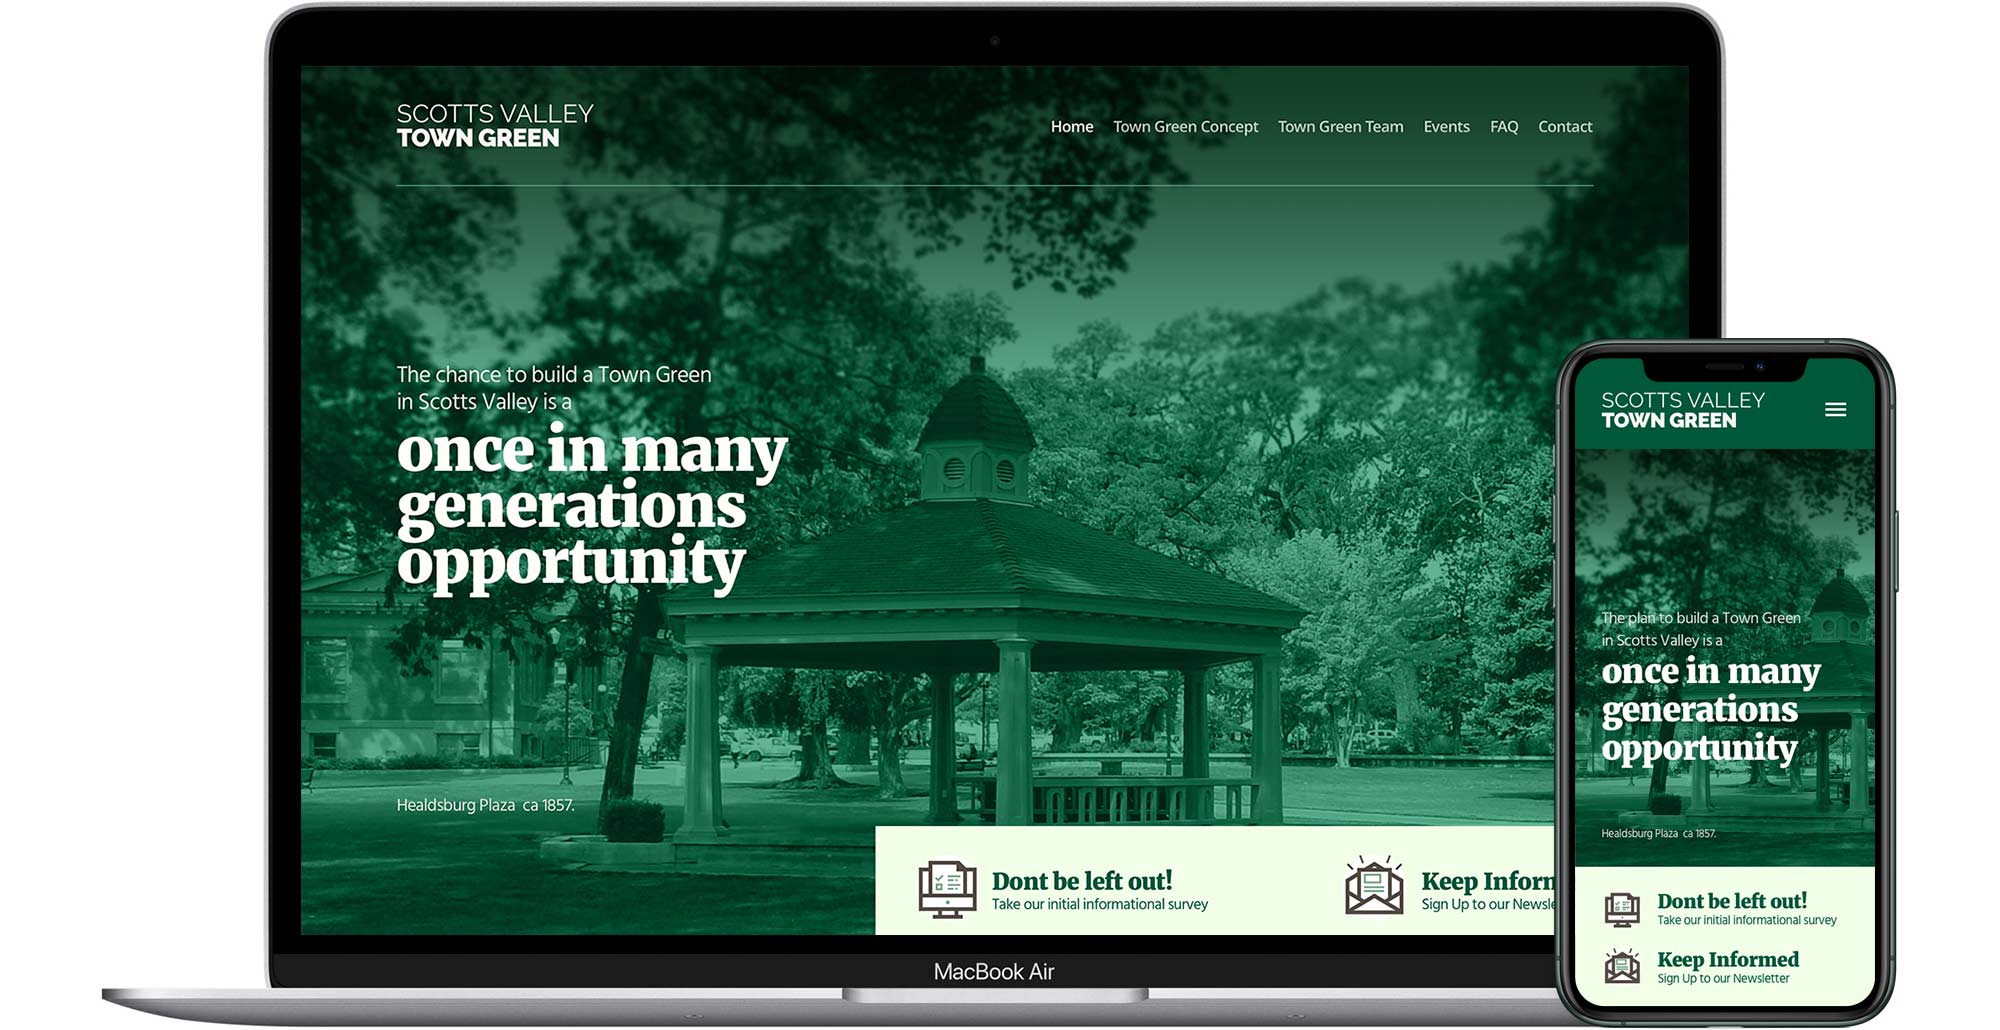 SCOTTS VALLEY
TOWN GREEN
Home Town Green Concept Town Green Team Events FAQ Contact
The chance to build a Town Green
in Scotts Valley is a
once in many
generations
opportunity
Healdsburg Plaza ca 1857.
Dont be left out!
Take our initial informational survey
Keep Inform
Sign Up to our Newsle
MacBook Air
SCOTTS VALLEY
TOWN GREEN
The plan to build a Town Green
in Scotts Valley is a
once in many
generations
opportunity
Healdsburg Plaza ca 1857.
Dont be left out!
Take our initial informational survey
Keep Informed
Sign Up to our Newsletter